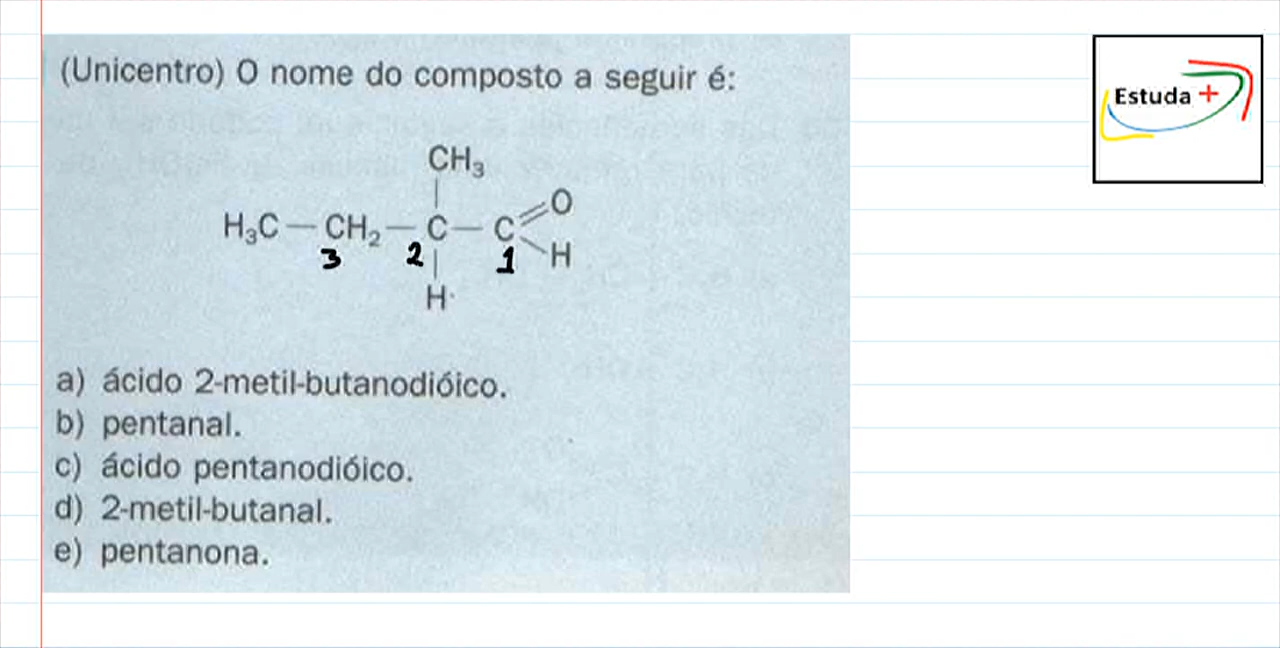 (Unicentro) O nome do composto a seguir é:
Estuda +
CH₃
H₃C — CH₂ — C — C = O
3 2 1 H
H
a) ácido 2-metil-butanodióico.
b) pentanal.
c) ácido pentanodióico.
d) 2-metil-butanal.
e) pentanona.